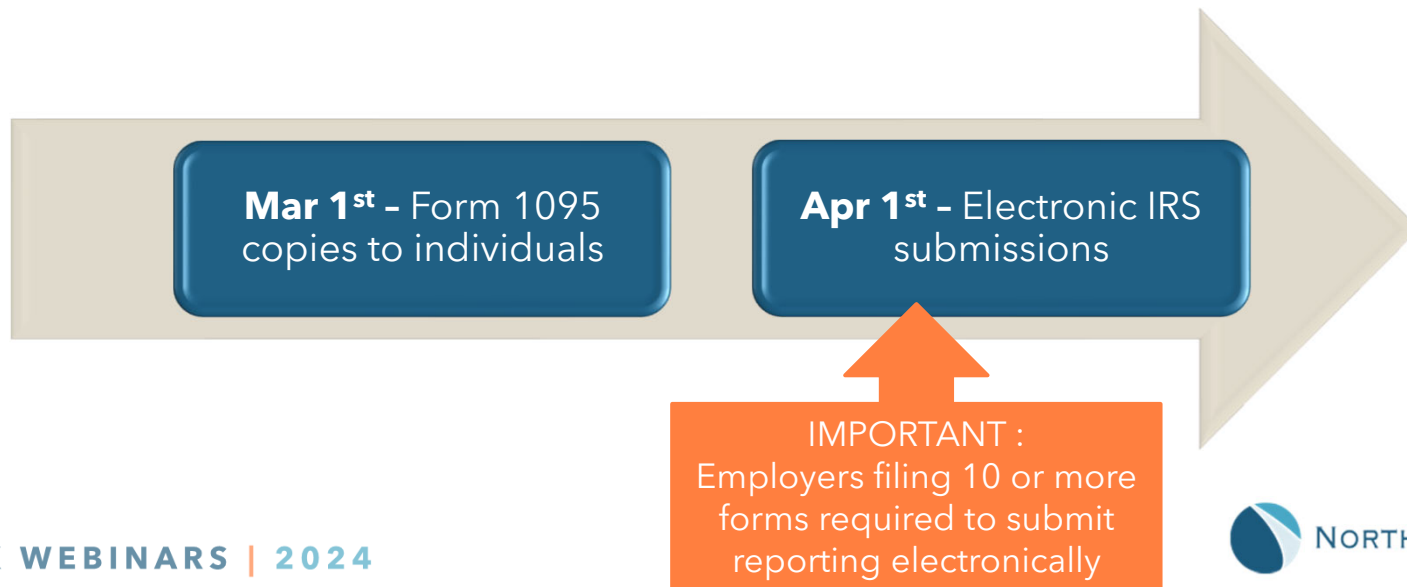 Mar 1st – Form 1095
copies to individuals
Apr 1st – Electronic IRS
submissions
IMPORTANT :
Employers filing 10 or more
forms required to submit
reporting electronically
WEBINARS | 2024
NORTH